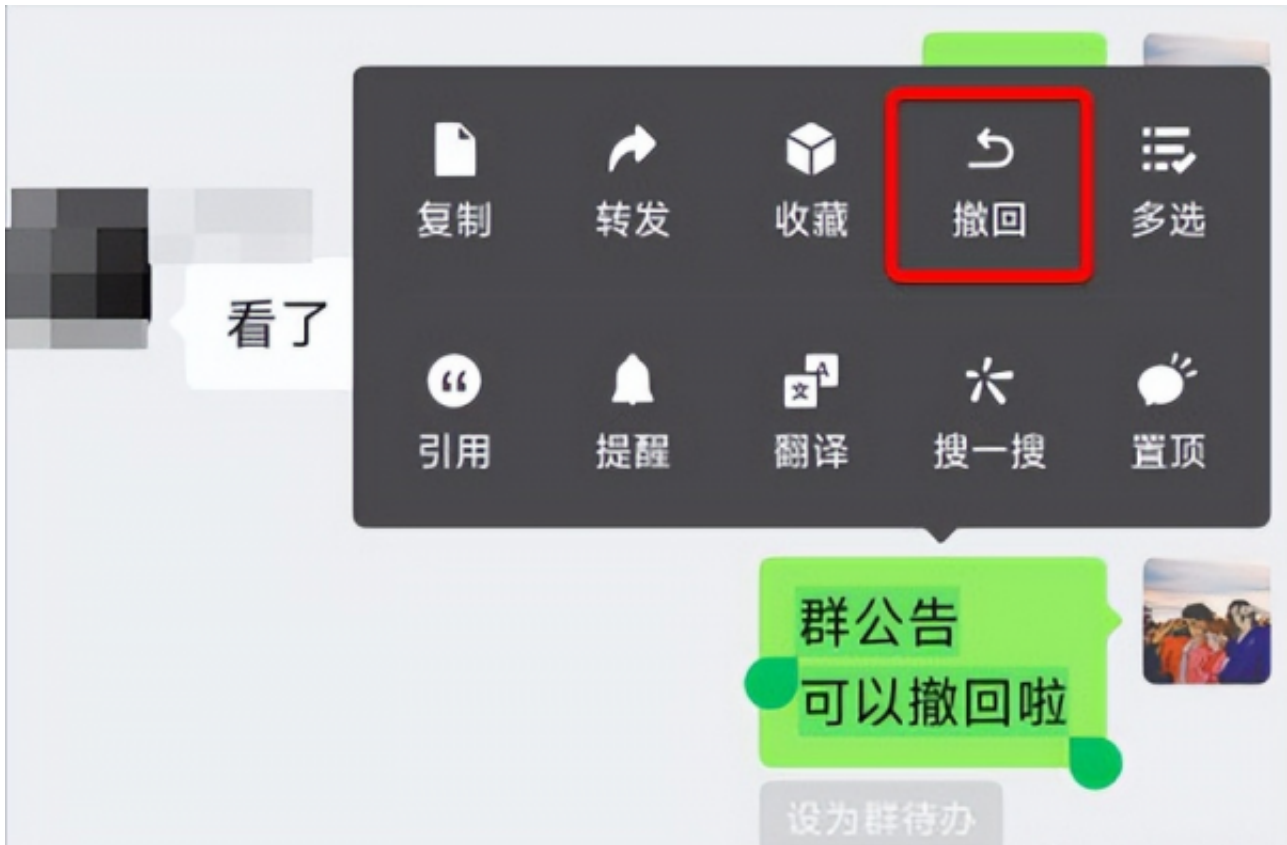 复制 转发 收藏 撤回 多选
看了
引用 提醒 翻译 搜一搜 置顶
群公告
可以撤回啦
设为群待办